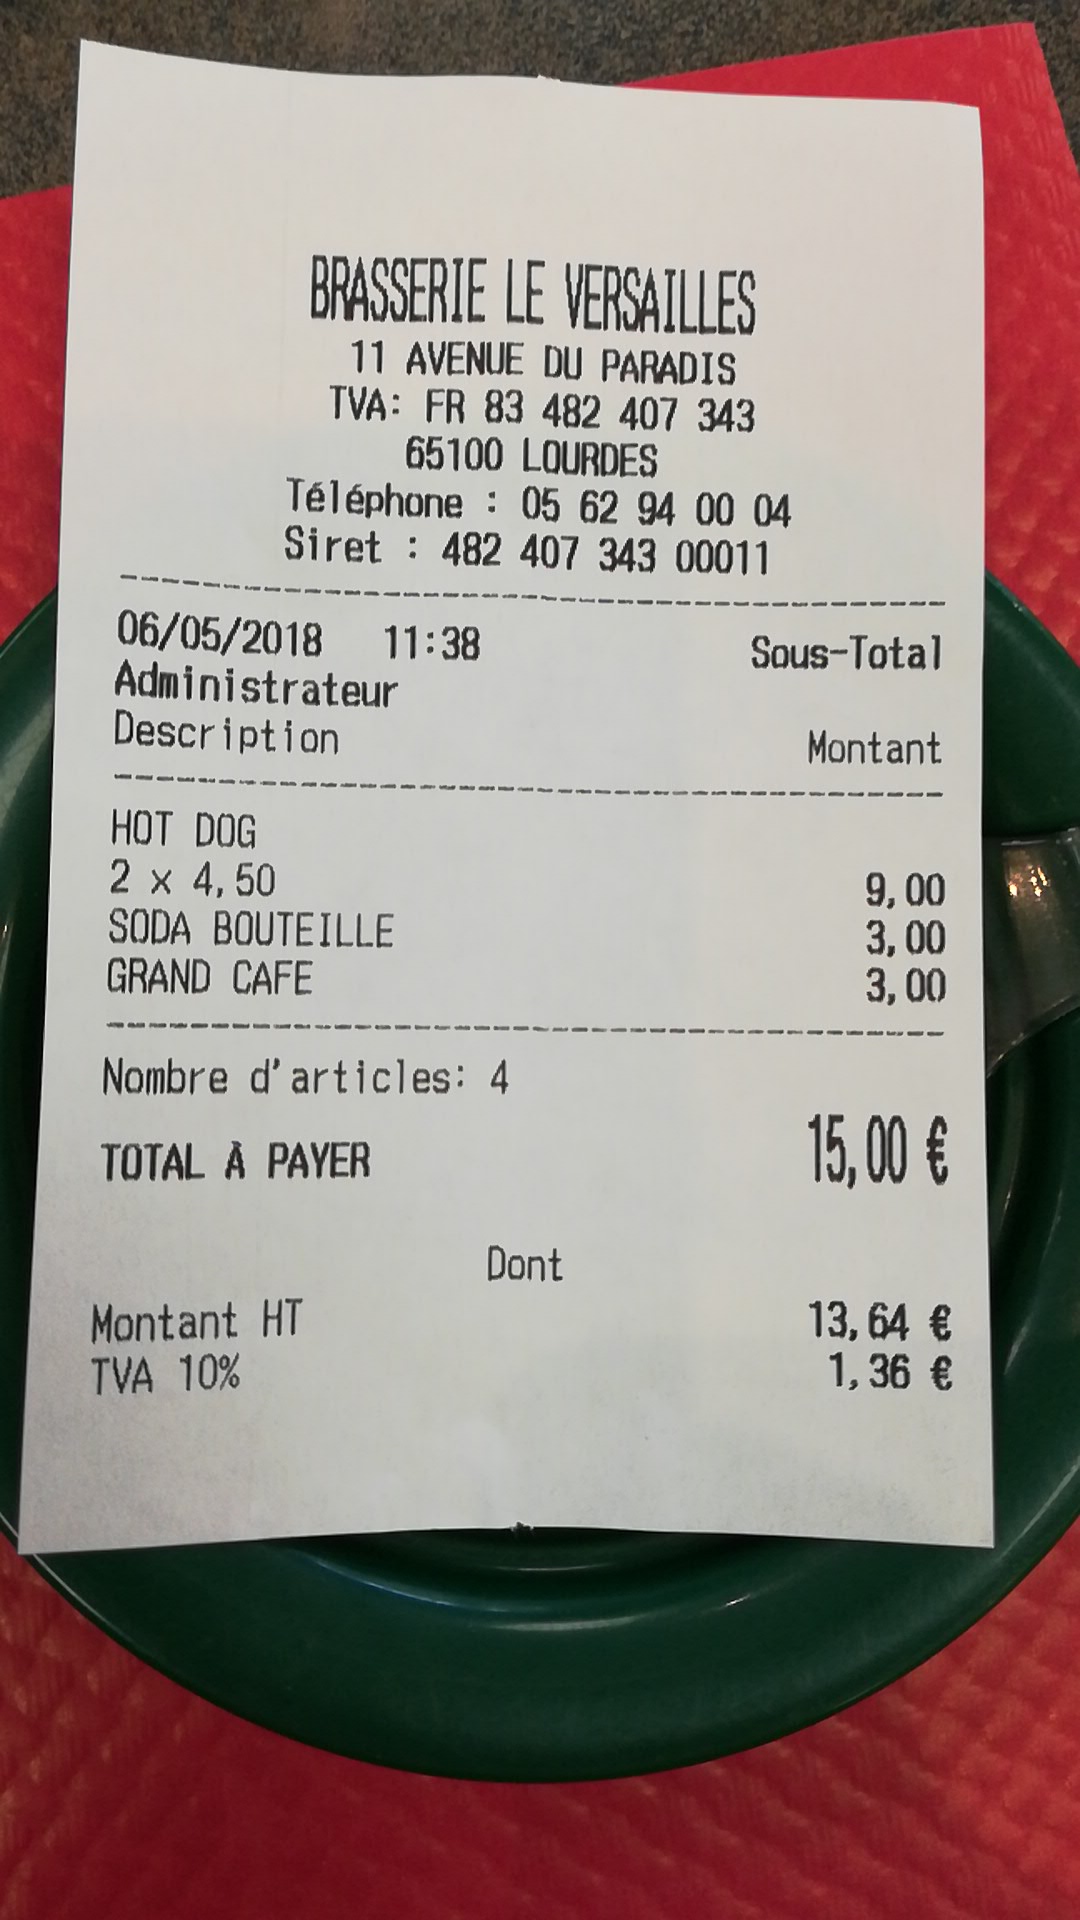 BRASSERIE LE VERSAILLES
11 AVENUE DU PARADIS
TVA: FR 83 482 407 343
65100 LOURDES
Téléphone : 05 62 94 00 04
Siret : 482 407 343 00011
06/05/2018 11:38 Sous-Total
Administrateur
Description Montant
HOT DOG
2 x 4,50 9,00
SODA BOUTEILLE 3,00
GRAND CAFE 3,00
Nombre d'articles: 4
TOTAL À PAYER 15,00 €
Dont
Montant HT 13,64 €
TVA 10% 1,36 €